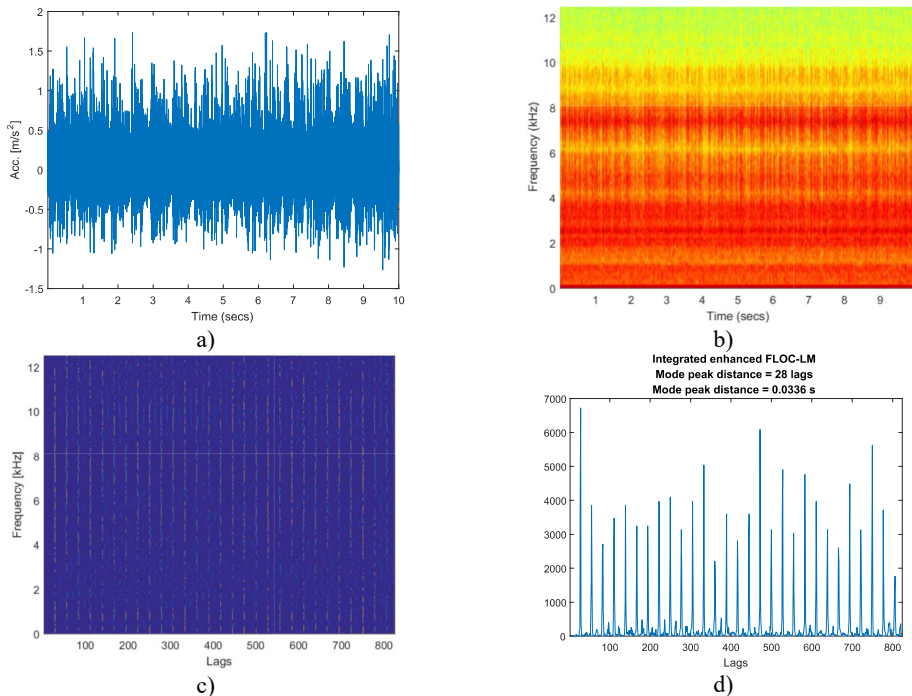 2
1.5
1
0.5
0
-0.5
-1
-1.5
Acc. [m/s²]
1 2 3 4 5 6 7 8 9 10
Time (secs)
a)
12
10
8
6
4
2
0
Frequency (kHz)
1 2 3 4 5 6 7 8 9
Time (secs)
b)
12
10
8
6
4
2
0
Frequency [kHz]
100 200 300 400 500 600 700 800
Lags
c)
Integrated enhanced FLOC-LM
Mode peak distance = 28 lags
Mode peak distance = 0.0336 s
7000
6000
5000
4000
3000
2000
1000
0
100 200 300 400 500 600 700 800
Lags
d)